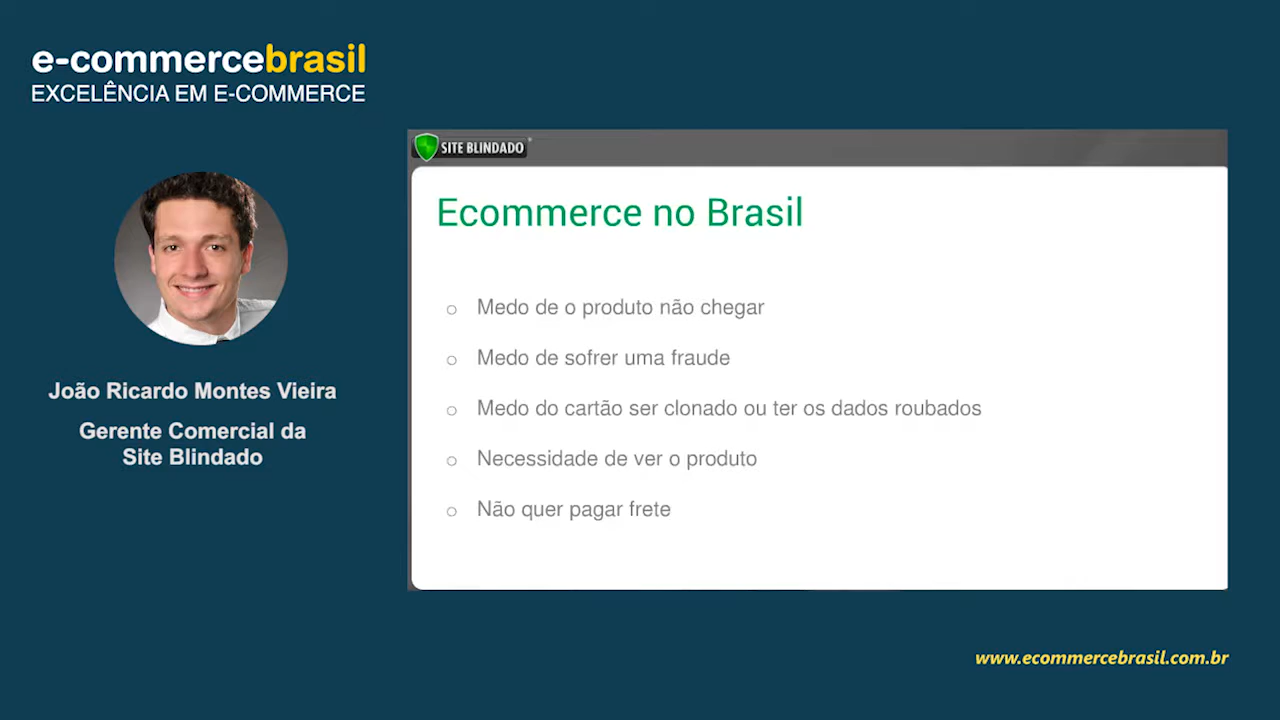 e-commercebrasil
EXCELÊNCIA EM E-COMMERCE
João Ricardo Montes Vieira
Gerente Comercial da
Site Blindado
SITE BLINDADO
Ecommerce no Brasil
Medo de o produto não chegar
Medo de sofrer uma fraude
Medo do cartão ser clonado ou ter os dados roubados
Necessidade de ver o produto
Não quer pagar frete
www.ecommercebrasil.com.br